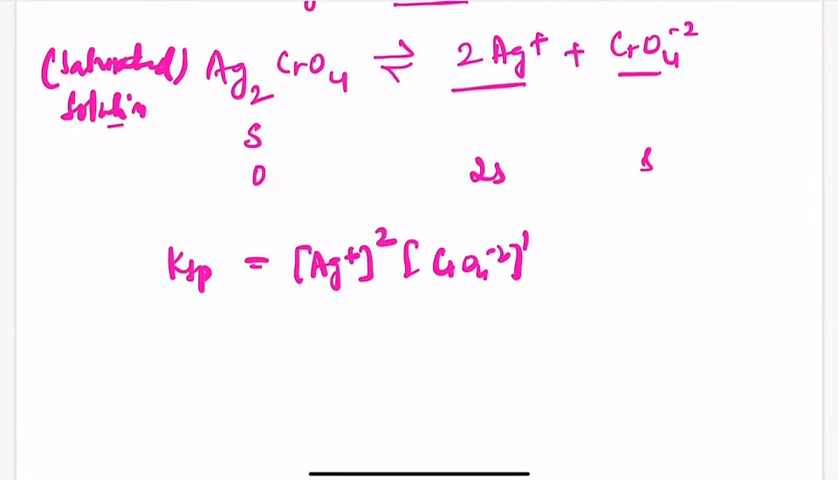 (Saturated) Ag₂CrO₄ ⇌ 2Ag⁺ + CrO₄⁻²
Solution
S
0 2s s
Ksp = [Ag⁺]² [CrO₄⁻²]¹